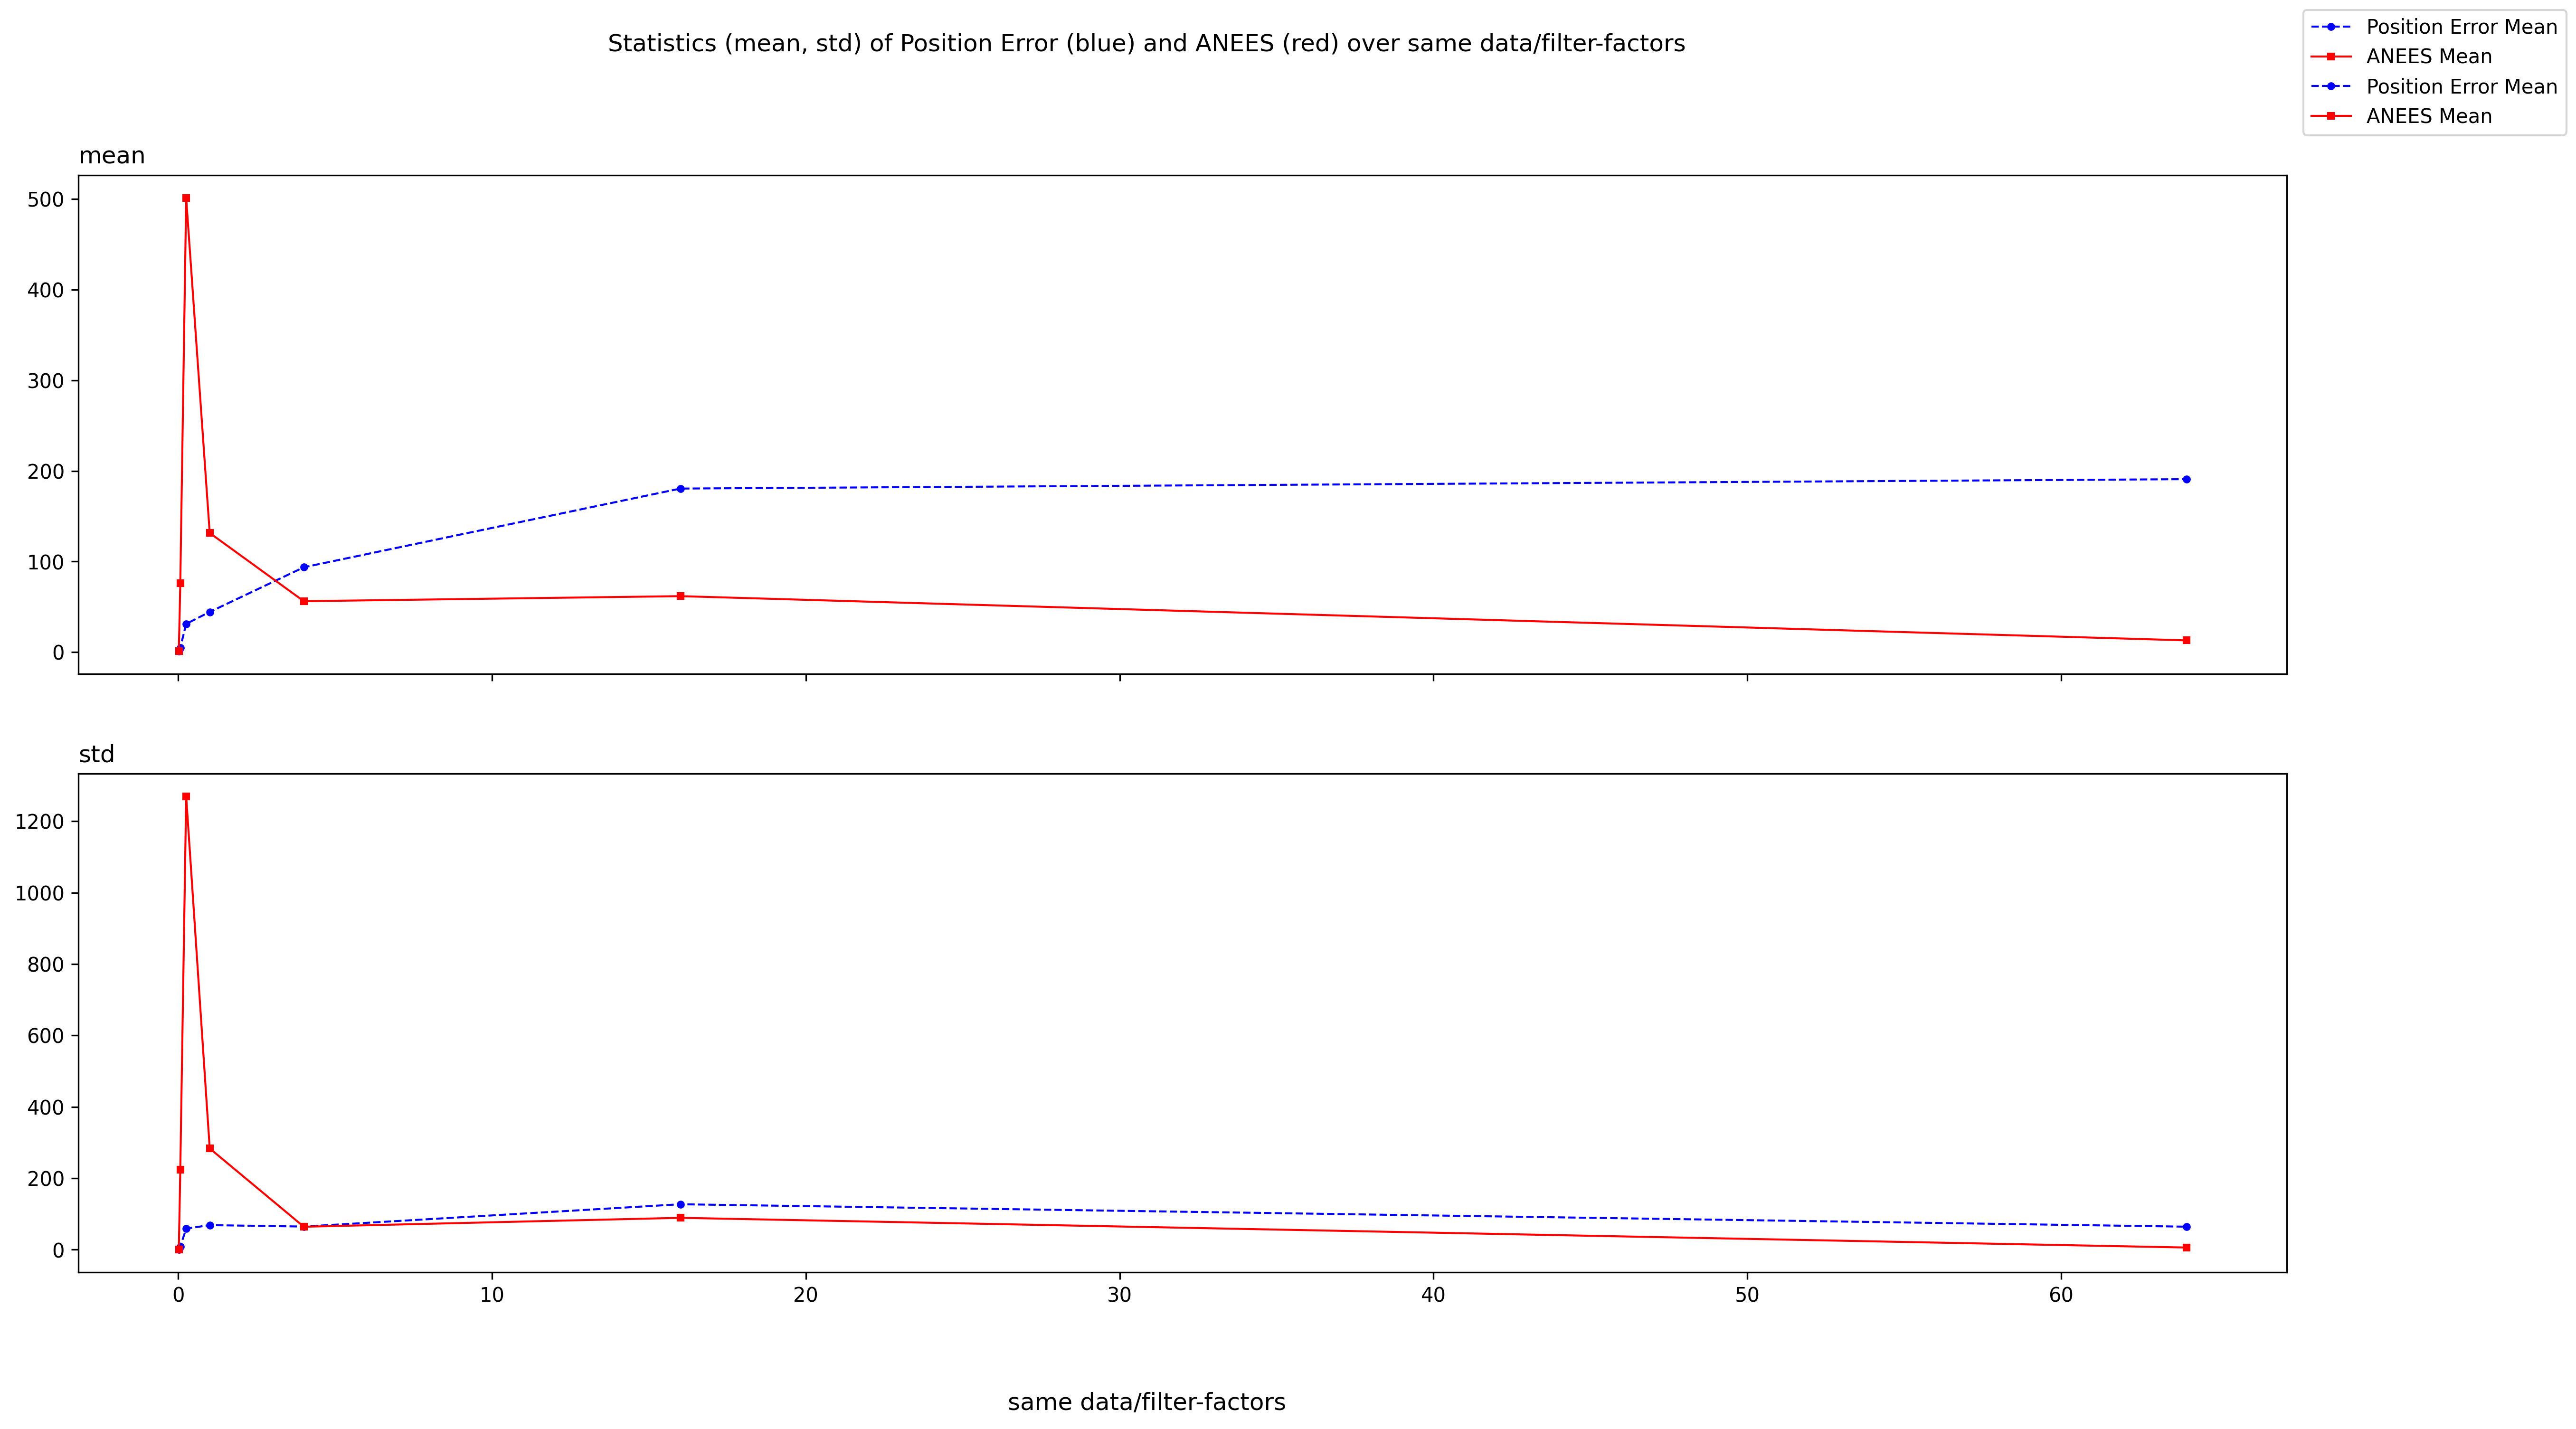 Statistics (mean, std) of Position Error (blue) and ANEES (red) over same data/filter-factors
Position Error Mean
ANEES Mean
Position Error Mean
ANEES Mean
mean
500
400
300
200
100
0
std
1200
1000
800
600
400
200
0
0 10 20 30 40 50 60
same data/filter-factors